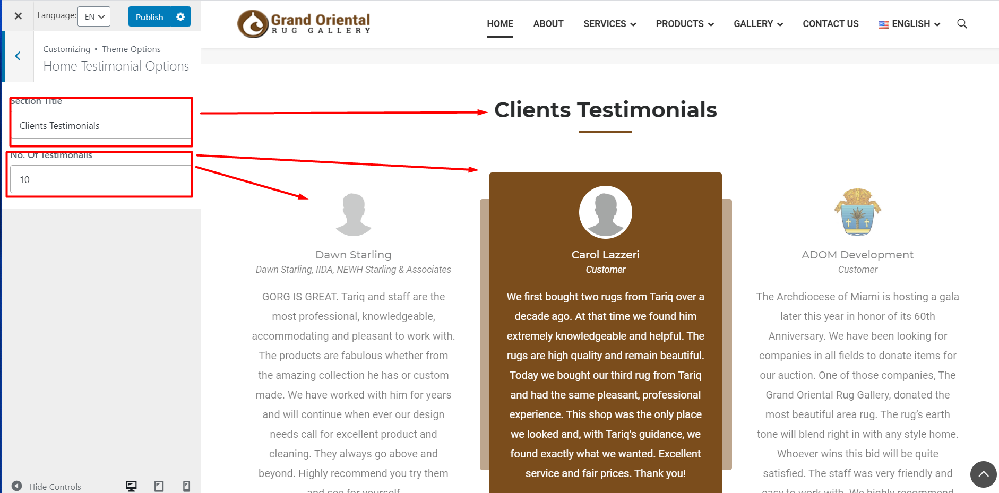 Language: EN Publish
Customizing ▸ Theme Options
Home Testimonial Options
Section Title
Clients Testimonials
No. Of Testimonails
10
Hide Controls
Grand Oriental
RUG GALLERY
HOME ABOUT SERVICES PRODUCTS GALLERY CONTACT US ENGLISH
Clients Testimonials
Dawn Starling
Dawn Starling, IIDA, NEWH Starling & Associates
GORG IS GREAT. Tariq and staff are the
most professional, knowledgeable,
accommodating and pleasant to work with.
The products are fabulous whether from
the amazing collection he has or custom
made. We have worked with him for years
and will continue when ever our design
needs call for excellent product and
cleaning. They always go above and
beyond. Highly recommend you try them
and see for yourself
Carol Lazzeri
Customer
We first bought two rugs from Tariq over a
decade ago. At that time we found him
extremely knowledgeable and helpful. The
rugs are high quality and remain beautiful.
Today we bought our third rug from Tariq
and had the same pleasant, professional
experience. This shop was the only place
we looked and, with Tariq's guidance, we
found exactly what we wanted. Excellent
service and fair prices. Thank you!
ADOM Development
Customer
The Archdiocese of Miami is hosting a gala
later this year in honor of its 60th
Anniversary. We have been looking for
companies in all fields to donate items for
our auction. One of those companies, The
Grand Oriental Rug Gallery, donated the
most beautiful area rug. The rug’s earth
tone will blend right in with any style home.
Whoever wins this bid will be quite
satisfied. The staff was very friendly and
easy to work with. We highly recommend